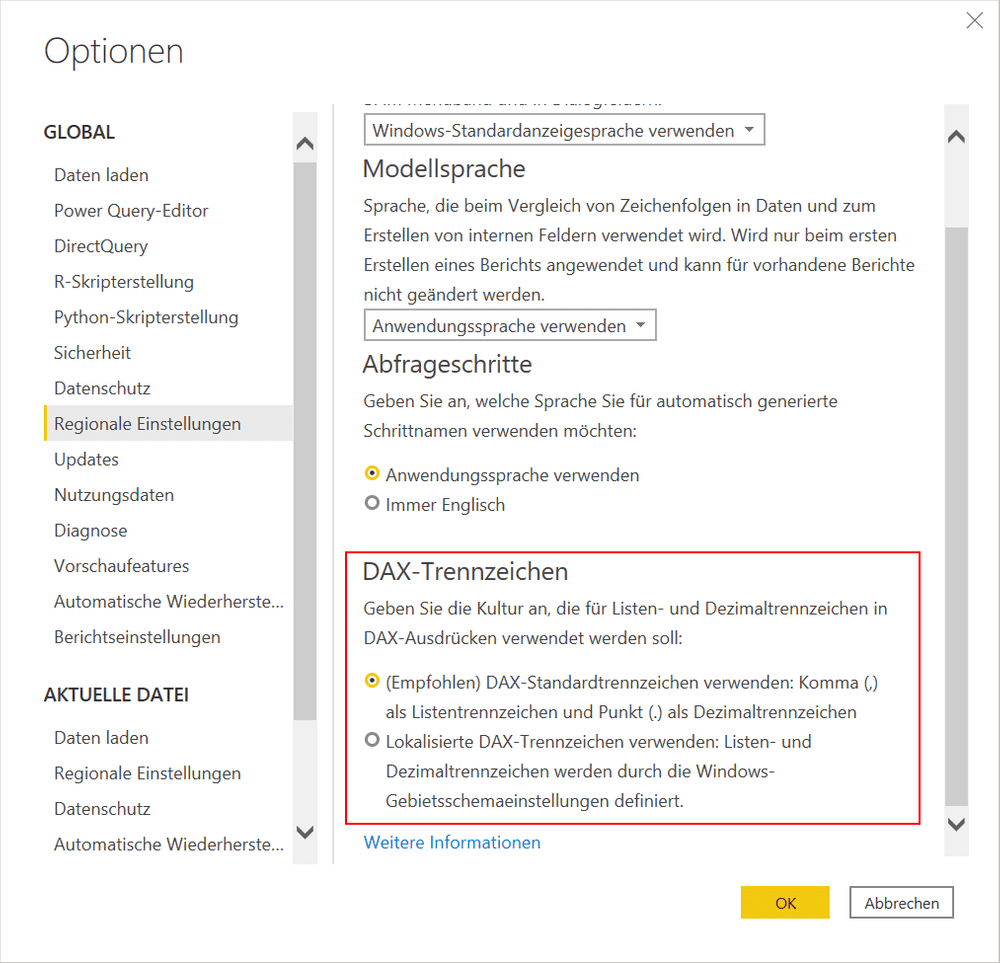 Optionen
GLOBAL
Daten laden
Power Query-Editor
DirectQuery
R-Skripterstellung
Python-Skripterstellung
Sicherheit
Datenschutz
Regionale Einstellungen
Updates
Nutzungsdaten
Diagnose
Vorschaufeatures
Automatische Wiederherste...
Berichtseinstellungen
AKTUELLE DATEI
Daten laden
Regionale Einstellungen
Datenschutz
Automatische Wiederherste...
Windows-Standardanzeigesprache verwenden
Modellsprache
Sprache, die beim Vergleich von Zeichenfolgen in Daten und zum
Erstellen von internen Feldern verwendet wird. Wird nur beim ersten
Erstellen eines Berichts angewendet und kann für vorhandene Berichte
nicht geändert werden.
Anwendungssprache verwenden
Abfrageschritte
Geben Sie an, welche Sprache Sie für automatisch generierte
Schrittnamen verwenden möchten:
Anwendungssprache verwenden
Immer Englisch
DAX-Trennzeichen
Geben Sie die Kultur an, die für Listen- und Dezimaltrennzeichen in
DAX-Ausdrücken verwendet werden soll:
(Empfohlen) DAX-Standardtrennzeichen verwenden: Komma (,)
als Listentrennzeichen und Punkt (.) als Dezimaltrennzeichen
Lokalisierte DAX-Trennzeichen verwenden: Listen- und
Dezimaltrennzeichen werden durch die Windows-
Gebietsschemaeinstellungen definiert.
Weitere Informationen
OK
Abbrechen